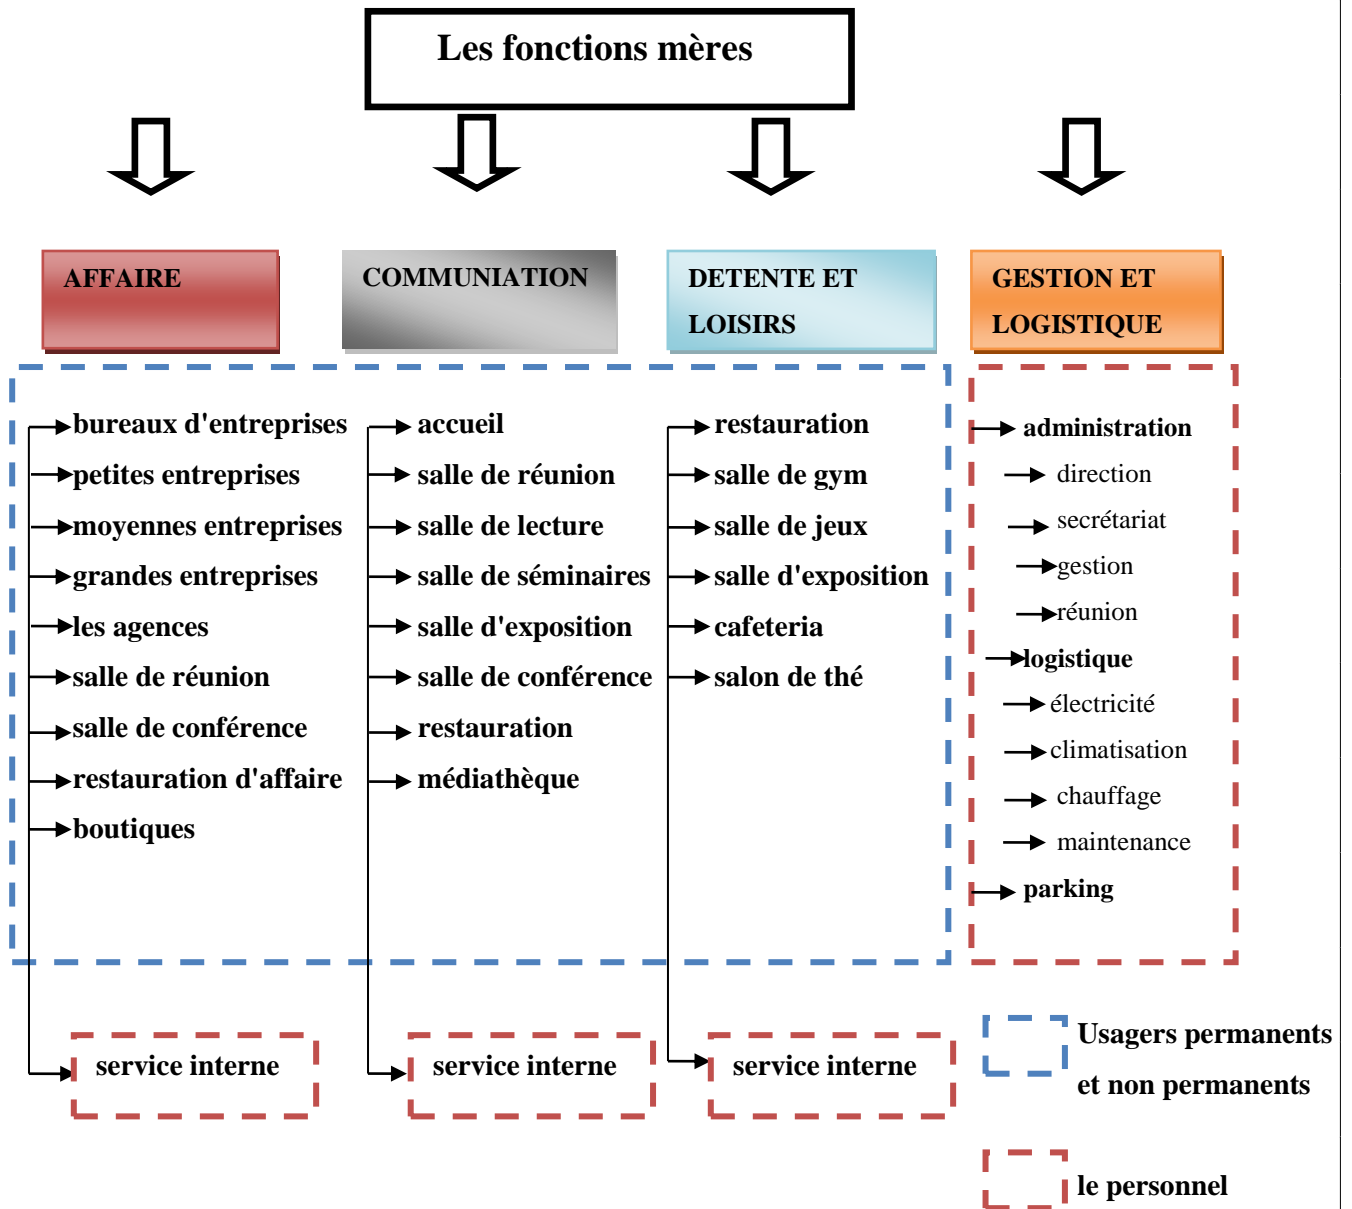 Les fonctions mères
AFFAIRE
bureaux d'entreprises
petites entreprises
moyennes entreprises
grandes entreprises
les agences
salle de réunion
salle de conférence
restauration d'affaire
boutiques
service interne
COMMUNIATION
accueil
salle de réunion
salle de lecture
salle de séminaires
salle d'exposition
salle de conférence
restauration
médiathèque
service interne
DETENTE ET
LOISIRS
restauration
salle de gym
salle de jeux
salle d'exposition
cafeteria
salon de thé
service interne
GESTION ET
LOGISTIQUE
administration
direction
secrétariat
gestion
réunion
logistique
électricité
climatisation
chauffage
maintenance
parking
Usagers permanents
et non permanents
le personnel